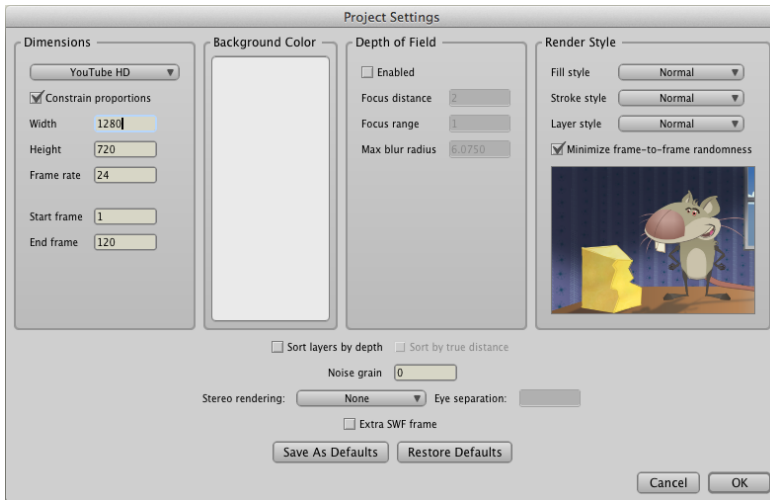 Project Settings
Dimensions
YouTube HD
Constrain proportions
Width 1280
Height 720
Frame rate 24
Start frame 1
End frame 120
Background Color
Depth of Field
Enabled
Focus distance 2
Focus range 1
Max blur radius 6.0750
Render Style
Fill style Normal
Stroke style Normal
Layer style Normal
Minimize frame-to-frame randomness
Sort layers by depth Sort by true distance
Noise grain 0
Stereo rendering: None Eye separation:
Extra SWF frame
Save As Defaults Restore Defaults
Cancel OK